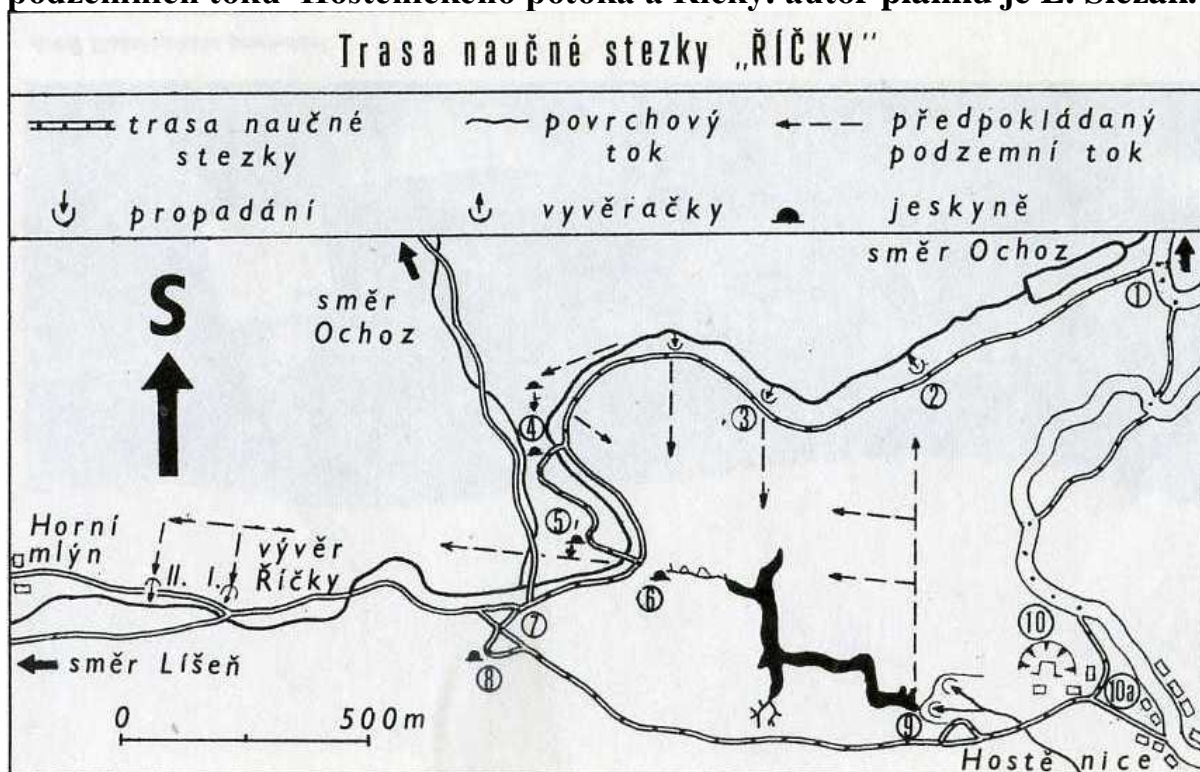 podzemních toků Hostěnického potoka a Říčky. autor plánku je L. Slezák.
Trasa naučné stezky „ŘÍČKY"
trasa naučné stezky
povrchový tok
předpokládaný podzemní tok
propadání
vyvěračky
jeskyně
směr Ochoz
S
směr
Ochoz
1
2
3
4
5
Horní
mlýn
II. I.
vývěr
Říčky
6
7
10
směr Líšeň
8
10a
9
0 500m
Hostěnice